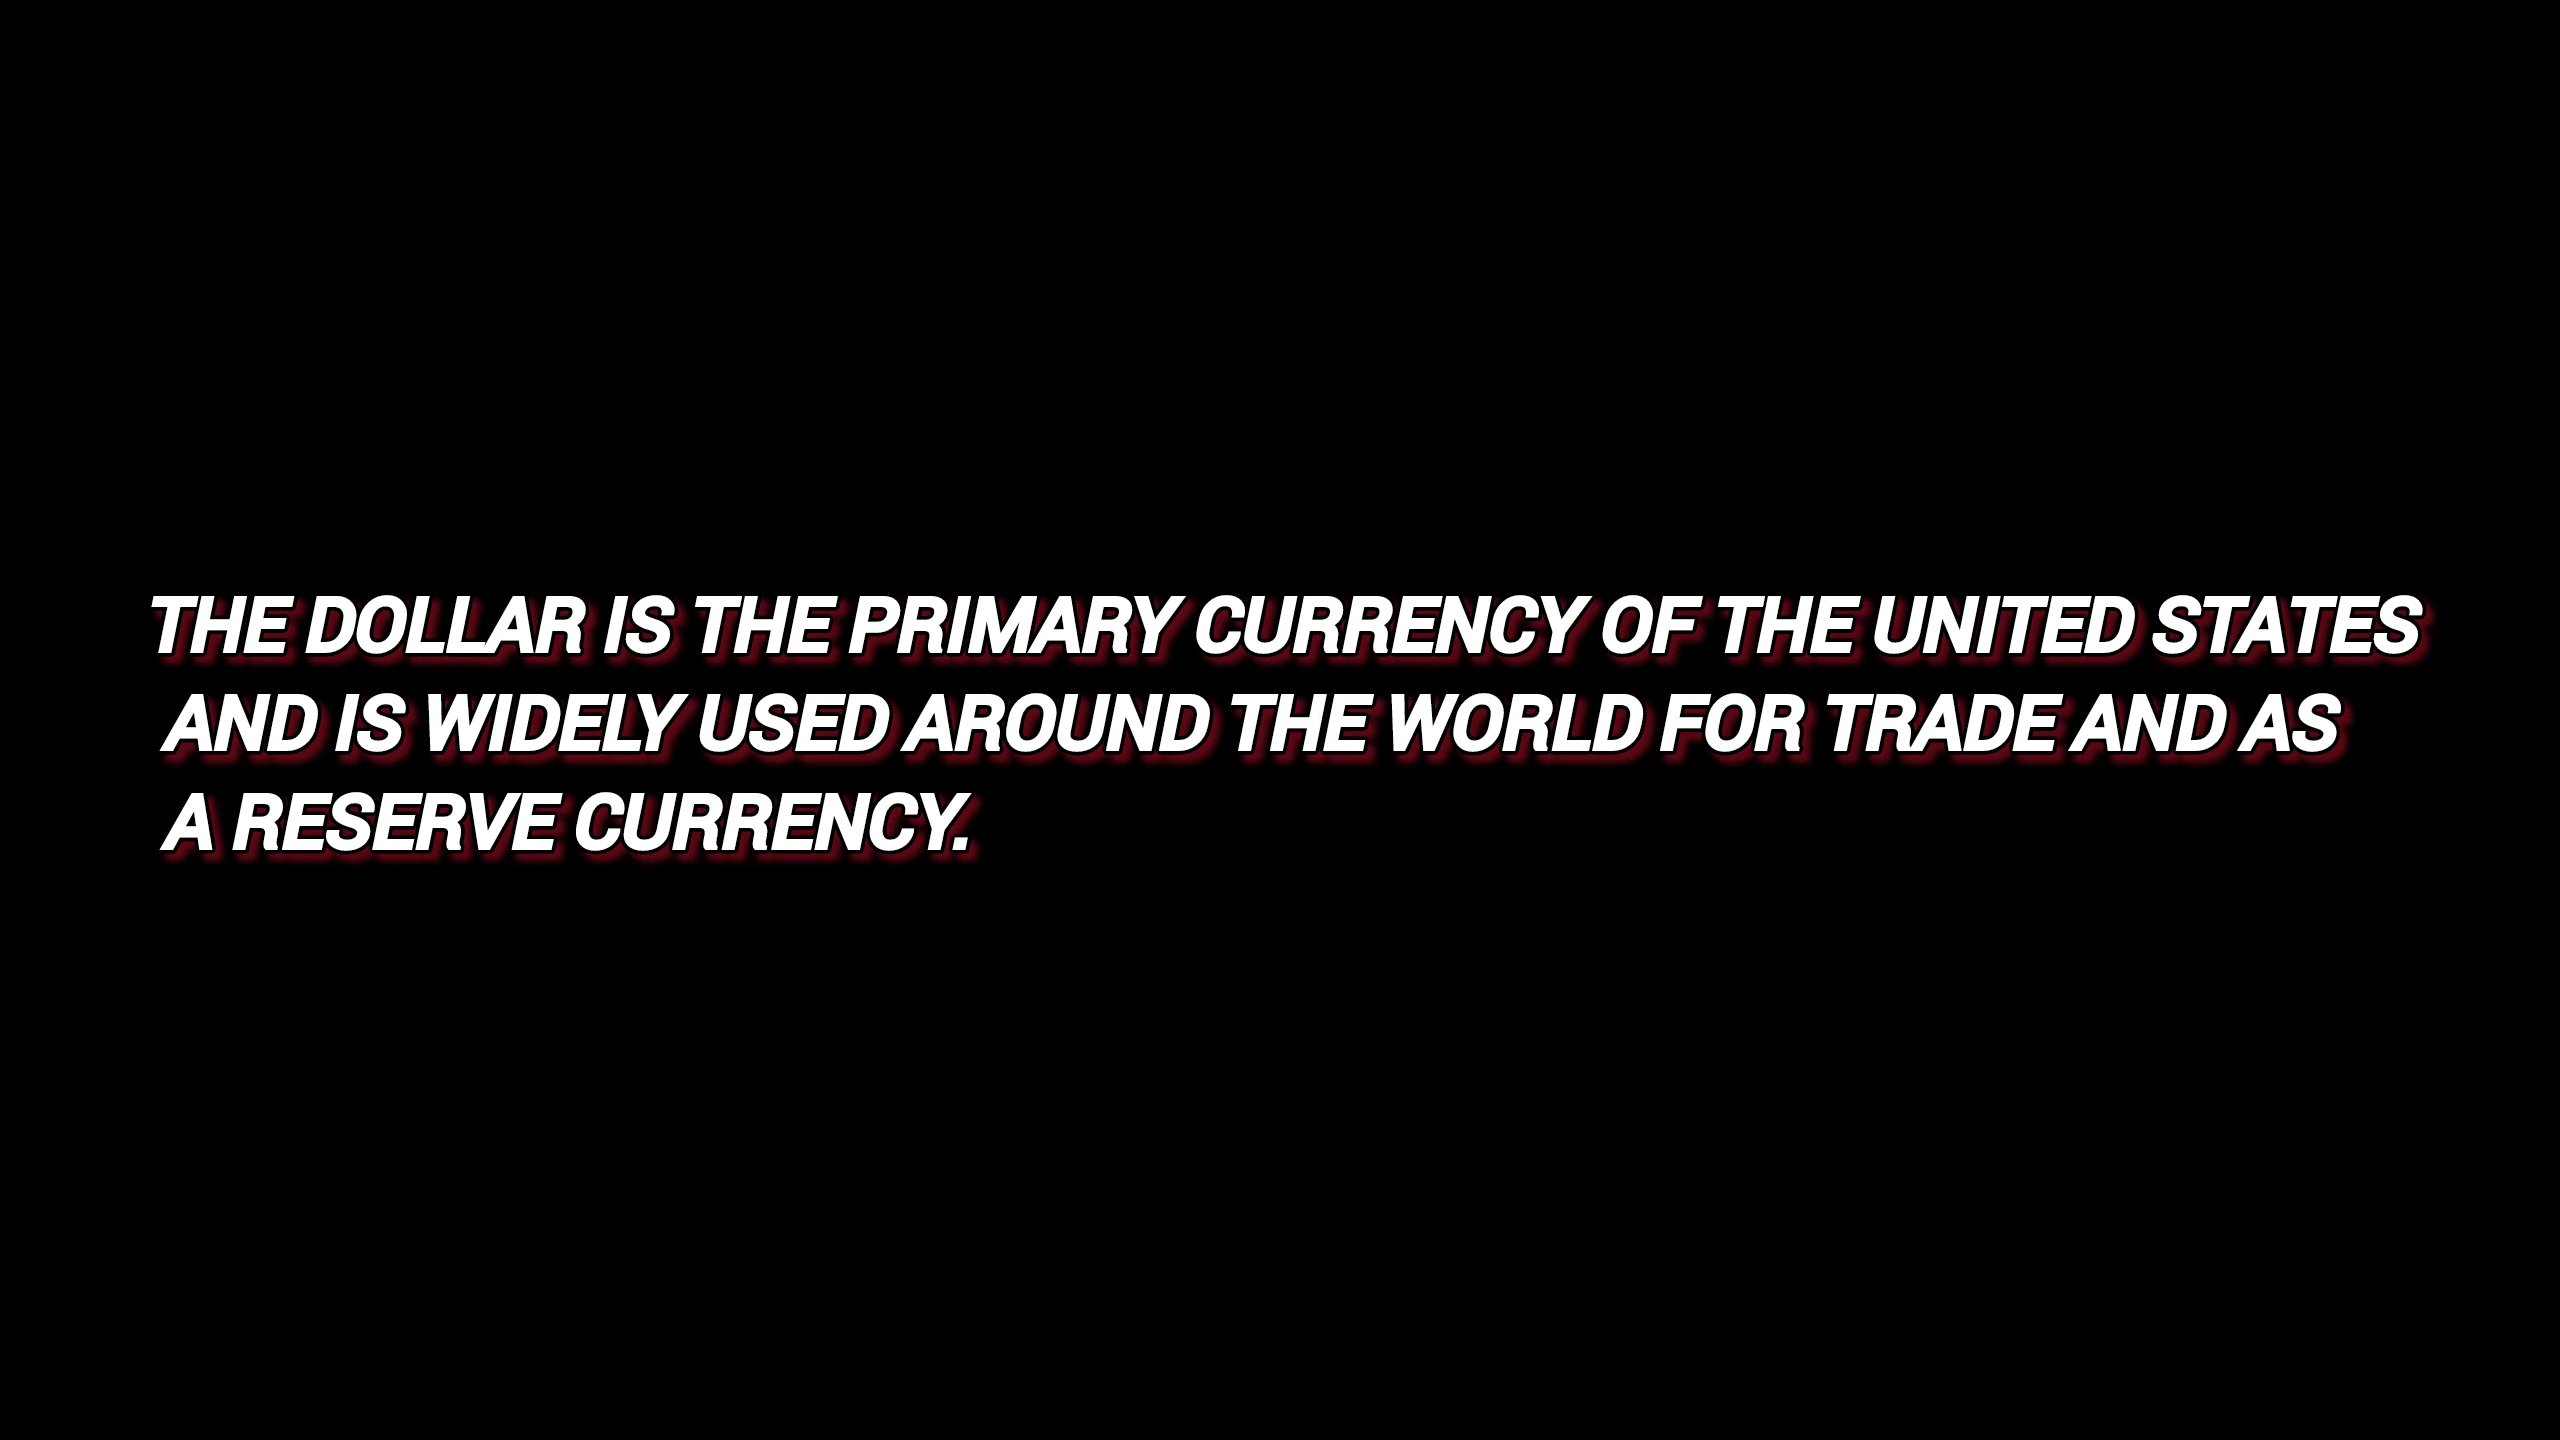 THE DOLLAR IS THE PRIMARY CURRENCY OF THE UNITED STATES
AND IS WIDELY USED AROUND THE WORLD FOR TRADE AND AS
A RESERVE CURRENCY.